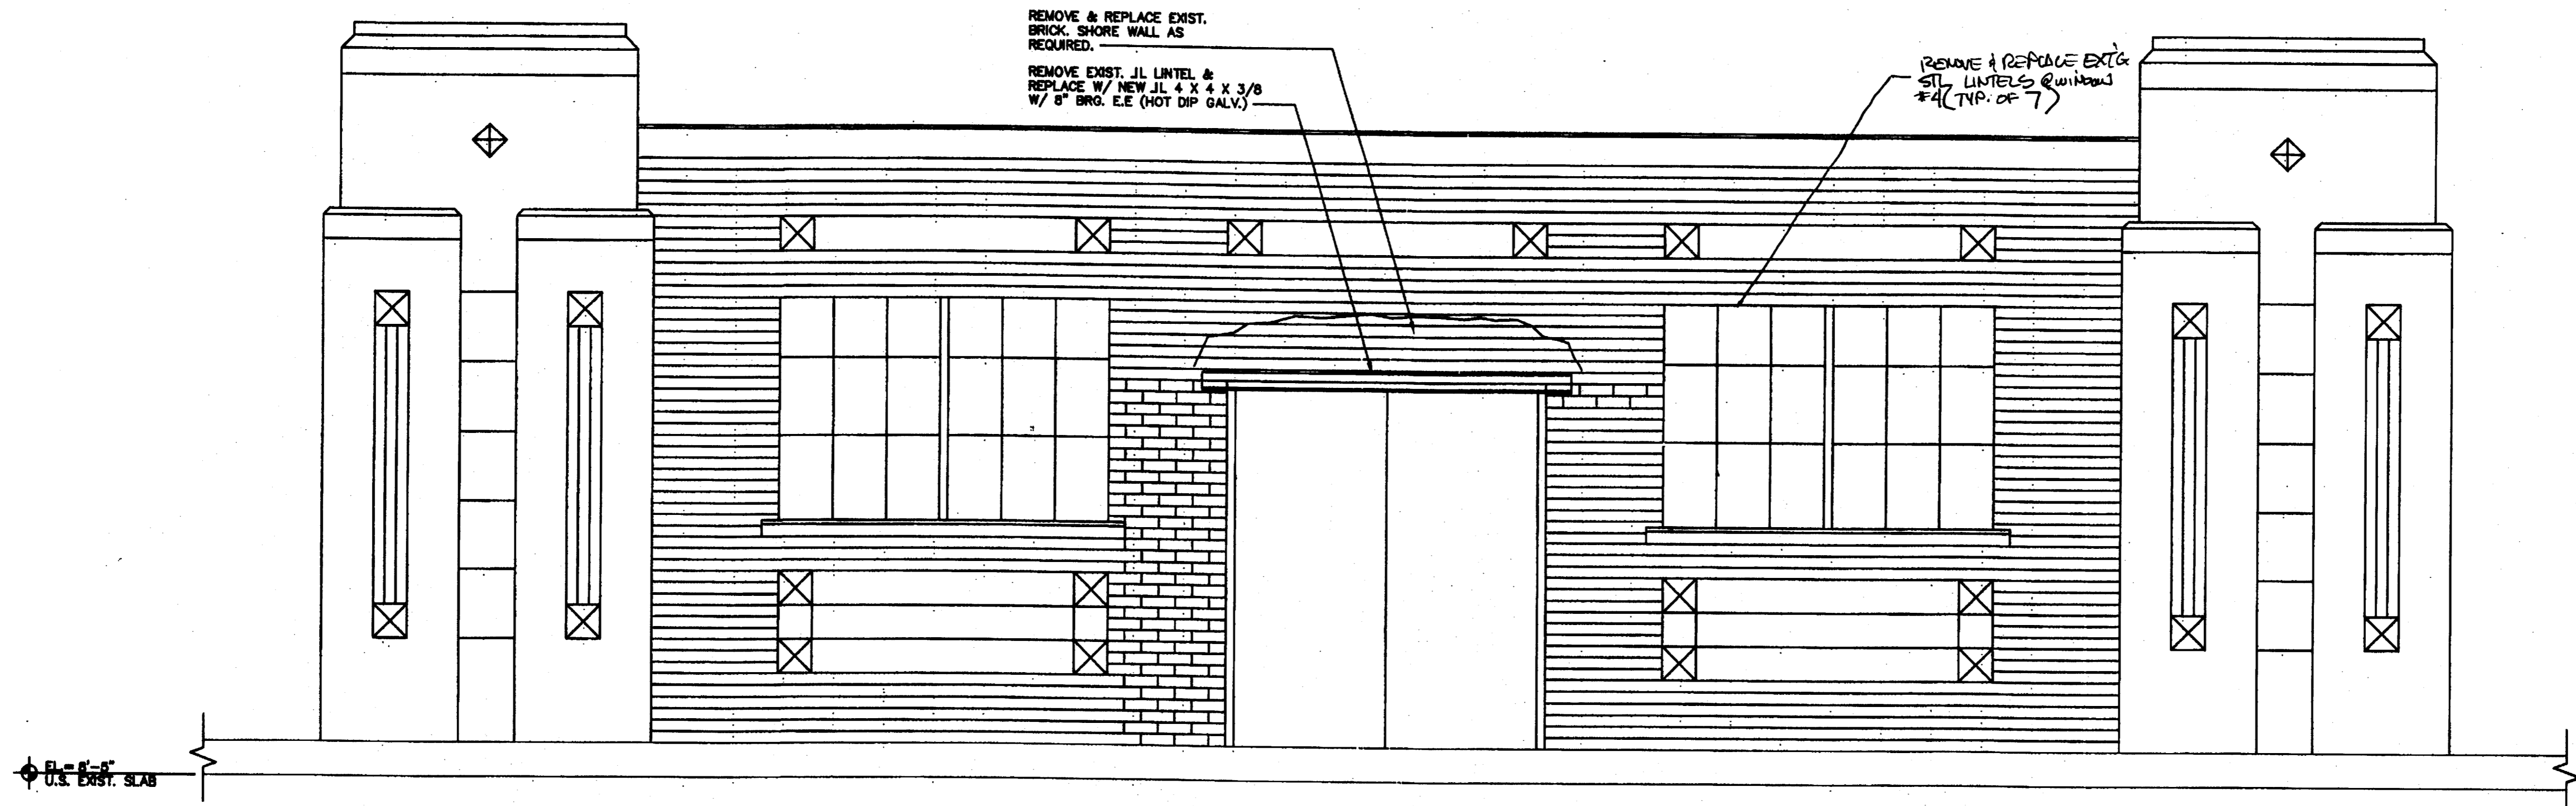 REMOVE & REPLACE EXIST.
BRICK. SHORE WALL AS
REQUIRED.
REMOVE EXIST. JL LINTEL &
REPLACE W/ NEW JL 4 X 4 X 3/8
W/ 8" BRG. E.E (HOT DIP GALV.)
REMOVE & REPLACE EXT'G
STL LINTELS @ WINDOW
#4 (TYP. OF 7)
EL= 8'-5"
U.S. EXIST. SLAB